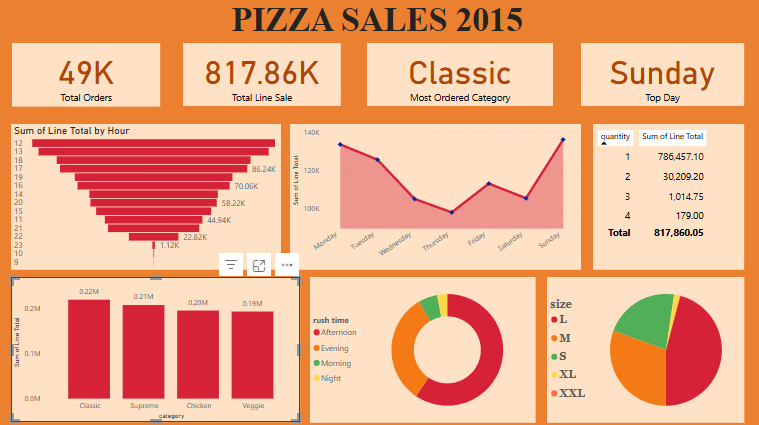 PIZZA SALES 2015
49K
Total Orders
817.86K
Total Line Sale
Classic
Most Ordered Category
Sunday
Top Day
Sum of Line Total by Hour
12
13
18
17 86.24K
19
16 70.06K
14
20 58.22K
15
11 44.94K
21
22 22.82K
23 1.12K
10
9
Sum of Line Total
140K
120K
100K
Monday Tuesday Wednesday Thursday Friday Saturday Sunday
quantity Sum of Line Total
1 786,457.10
2 30,209.20
3 1,014.75
4 179.00
Total 817,860.05
Sum of Line Total
0.2M
0.1M
0.0M
0.22M 0.21M 0.20M 0.19M
Classic Supreme Chicken Veggie
category
rush time
Afternoon
Evening
Morning
Night
size
L
M
S
XL
XXL